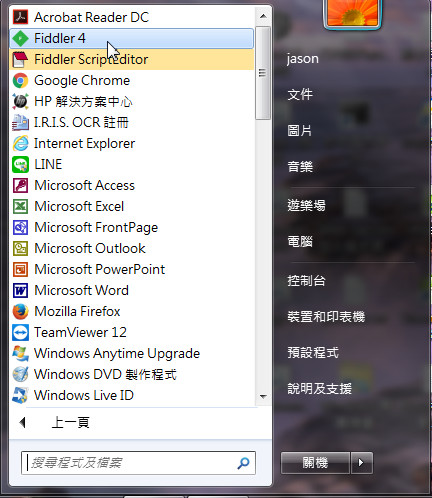 Acrobat Reader DC
Fiddler 4
Fiddler ScriptEditor
Google Chrome
HP 解決方案中心
I.R.I.S. OCR 註冊
Internet Explorer
LINE
Microsoft Access
Microsoft Excel
Microsoft FrontPage
Microsoft Outlook
Microsoft PowerPoint
Microsoft Word
Mozilla Firefox
TeamViewer 12
Windows Anytime Upgrade
Windows DVD 製作程式
Windows Live ID
上一頁
搜尋程式及檔案
jason
文件
圖片
音樂
遊樂場
電腦
控制台
裝置和印表機
預設程式
說明及支援
關機